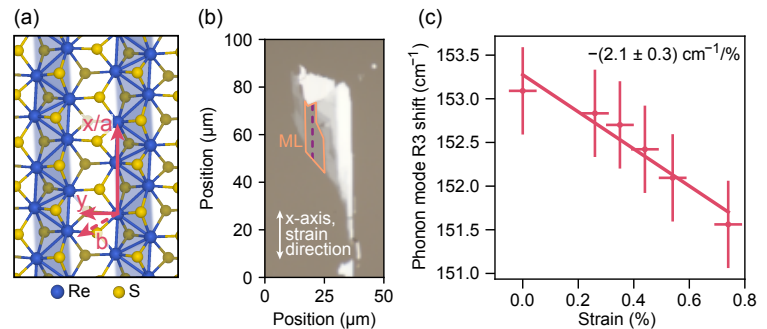 (a)
x/a
y
b
Re
S
(b)
Position (µm)
100
80
60
40
20
0
ML
x-axis,
strain
direction
0
25
50
Position (µm)
(c)
Phonon mode R3 shift (cm⁻¹)
153.5
153.0
152.5
152.0
151.5
151.0
−(2.1 ± 0.3) cm⁻¹/%
0.0
0.2
0.4
0.6
0.8
Strain (%)